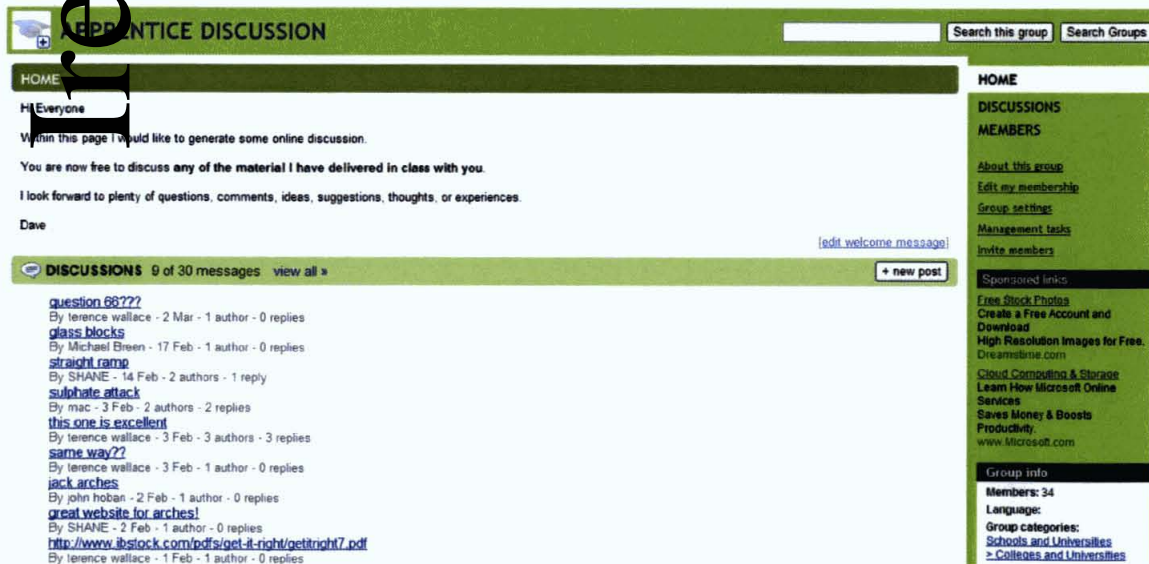 Ire
APPRENTICE DISCUSSION
Search this group Search Groups
HOME
Hi Everyone
Within this page I would like to generate some online discussion.
You are now free to discuss any of the material I have delivered in class with you.
I look forward to plenty of questions, comments, ideas, suggestions, thoughts, or experiences.
Dave
[edit welcome message]
DISCUSSIONS 9 of 30 messages view all »
+ new post
question 66???
By terence wallace - 2 Mar - 1 author - 0 replies
glass blocks
By Michael Breen - 17 Feb - 1 author - 0 replies
straight ramp
By SHANE - 14 Feb - 2 authors - 1 reply
sulphate attack
By mac - 3 Feb - 2 authors - 2 replies
this one is excellent
By terence wallace - 3 Feb - 3 authors - 3 replies
same way??
By terence wallace - 3 Feb - 1 author - 0 replies
jack arches
By john hoban - 2 Feb - 1 author - 0 replies
great website for arches!
By SHANE - 2 Feb - 1 author - 0 replies
http://www.ibstock.com/pdfs/get-it-right/getitright7.pdf
By terence wallace - 1 Feb - 1 author - 0 replies
HOME
DISCUSSIONS
MEMBERS
About this group
Edit my membership
Group settings
Management tasks
Invite members
Sponsored links
Free Stock Photos
Create a Free Account and
Download
High Resolution Images for Free.
Dreamstime.com
Cloud Computing & Storage
Learn How Microsoft Online
Services
Saves Money & Boosts
Productivity.
www.Microsoft.com
Group info
Members: 34
Language:
Group categories:
Schools and Universities
> Colleges and Universities